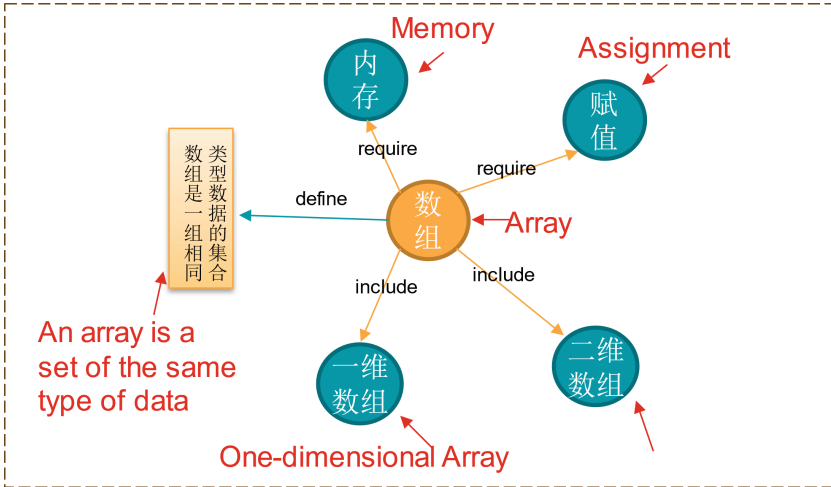 Memory
Assignment
内
存
赋
值
require
require
数组是一组相同
类型数据的集合
define
数
组
Array
include
include
An array is a
set of the same
type of data
一维
数组
二维
数组
One-dimensional Array